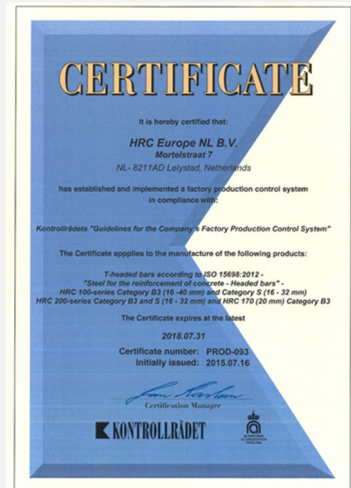 CERTIFICATE
It is hereby certified that:
HRC Europe NL B.V.
Mortelstraat 7
NL- 8211AD Lelystad, Netherlands
has established and implemented a factory production control system
in compliance with:
Kontrollrådets "Guidelines for the Company's Factory Production Control System"
The Certificate appplies to the manufacture of the following products:
T-headed bars according to ISO 15698:2012 -
"Steel for the reinforcement of concrete - Headed bars" -
HRC 100-series Category B3 (16 -40 mm) and Category S (16 - 32 mm)
HRC 200-series Category B3 and S (16 - 32 mm) and HRC 170 (20 mm) Category B3
The Certificate expires at the latest
2018.07.31
Certificate number: PROD-093
Initially issued: 2015.07.16
Certification Manager
KONTROLLRÅDET